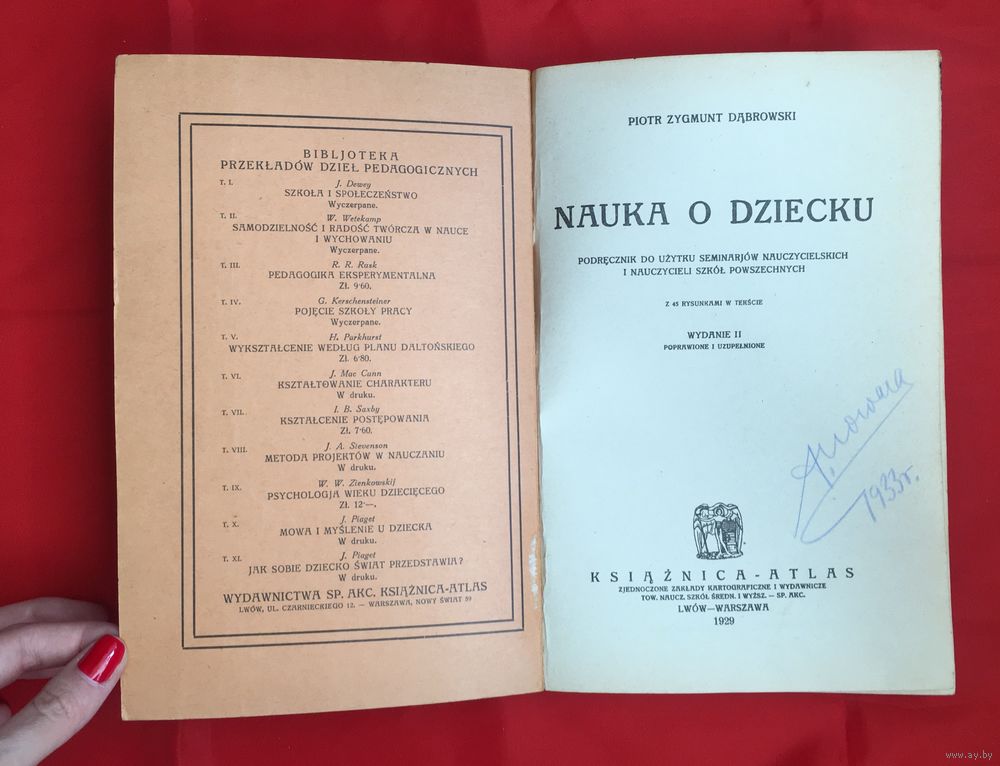 BIBLJOTEKA
PRZEKŁADÓW DZIEŁ PEDAGOGICZNYCH
T. I. J. Dewey
SZKOŁA I SPOŁECZEŃSTWO
Wyczerpane.
T. II. W. Wetekamp
SAMODZIELNOŚĆ I RADOŚĆ TWÓRCZA W NAUCE
I WYCHOWANIU
Wyczerpane.
T. III. R. R. Rusk
PEDAGOGIKA EKSPERYMENTALNA
Zł. 9·60.
T. IV. G. Kerschensteiner
POJĘCIE SZKOŁY PRACY
Wyczerpane.
T. V. H. Parkhurst
WYKSZTAŁCENIE WEDŁUG PLANU DALTOŃSKIEGO
Zł. 6·80.
T. VI. J. Mac Cunn
KSZTAŁTOWANIE CHARAKTERU
W druku.
T. VII. I. B. Saxby
KSZTAŁCENIE POSTĘPOWANIA
Zł. 7·60.
T. VIII. J. A. Stevenson
METODA PROJEKTÓW W NAUCZANIU
W druku.
T. IX. W. W. Zienkowskij
PSYCHOLOGJA WIEKU DZIECIĘCEGO
Zł. 12·—.
T. X. J. Piaget
MOWA I MYŚLENIE U DZIECKA
W druku.
T. XI. J. Piaget
JAK SOBIE DZIECKO ŚWIAT PRZEDSTAWIA?
W druku.
WYDAWNICTWA SP. AKC. KSIĄŻNICA-ATLAS
LWÓW, UL. CZARNIECKIEGO 12. — WARSZAWA, NOWY ŚWIAT 59
PIOTR ZYGMUNT DĄBROWSKI
NAUKA O DZIECKU
PODRĘCZNIK DO UŻYTKU SEMINARJÓW NAUCZYCIELSKICH
I NAUCZYCIELI SZKÓŁ POWSZECHNYCH
Z 45 RYSUNKAMI W TEKŚCIE
WYDANIE II
POPRAWIONE I UZUPEŁNIONE
1933 r.
KSIĄŻNICA-ATLAS
ZJEDNOCZONE ZAKŁADY KARTOGRAFICZNE I WYDAWNICZE
TOW. NAUCZ. SZKÓŁ ŚREDN. I WYŻSZ. — SP. AKC.
LWÓW—WARSZAWA
1929
www.ay.by